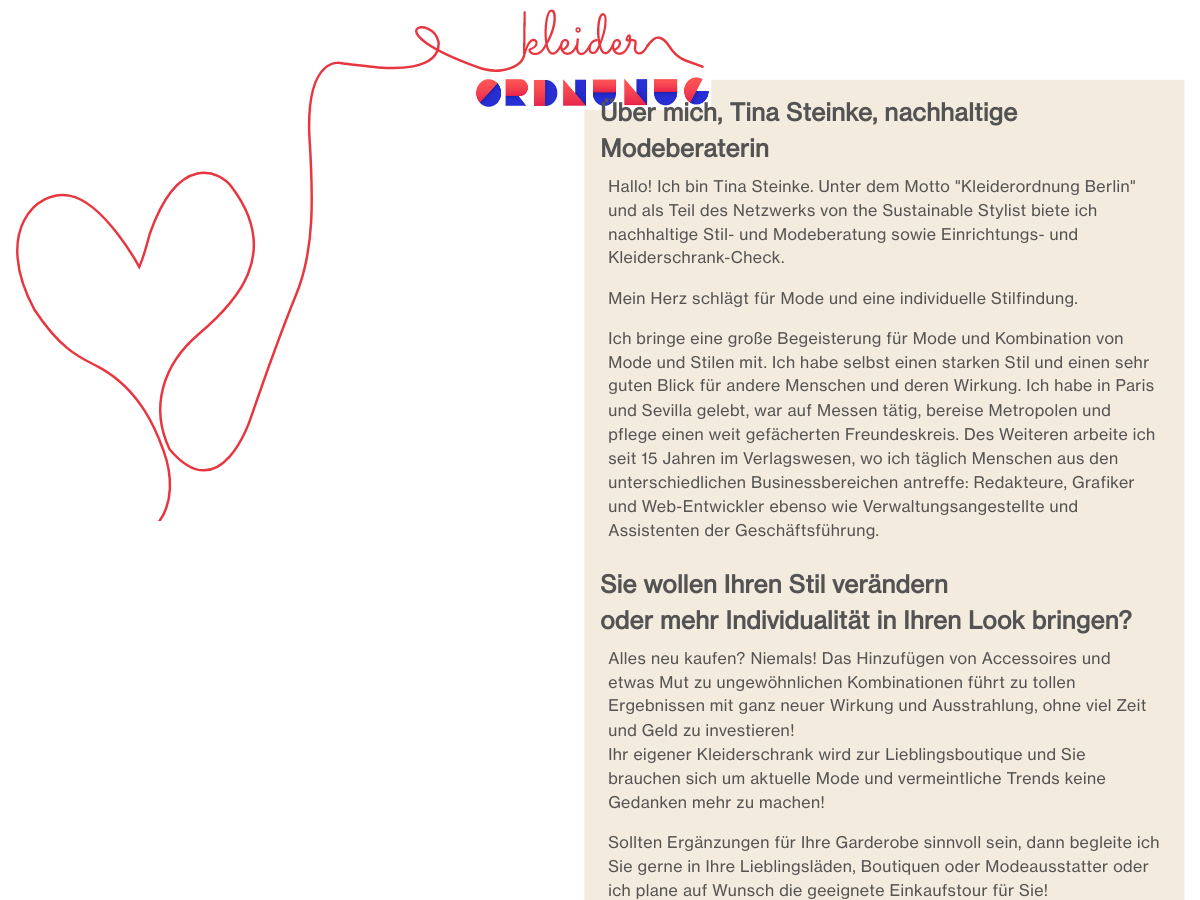 kleider
ORDNUNUG
Über mich, Tina Steinke, nachhaltige
Modeberaterin
Hallo! Ich bin Tina Steinke. Unter dem Motto "Kleiderordnung Berlin"
und als Teil des Netzwerks von the Sustainable Stylist biete ich
nachhaltige Stil- und Modeberatung sowie Einrichtungs- und
Kleiderschrank-Check.
Mein Herz schlägt für Mode und eine individuelle Stilfindung.
Ich bringe eine große Begeisterung für Mode und Kombination von
Mode und Stilen mit. Ich habe selbst einen starken Stil und einen sehr
guten Blick für andere Menschen und deren Wirkung. Ich habe in Paris
und Sevilla gelebt, war auf Messen tätig, bereise Metropolen und
pflege einen weit gefächerten Freundeskreis. Des Weiteren arbeite ich
seit 15 Jahren im Verlagswesen, wo ich täglich Menschen aus den
unterschiedlichen Businessbereichen antreffe: Redakteure, Grafiker
und Web-Entwickler ebenso wie Verwaltungsangestellte und
Assistenten der Geschäftsführung.
Sie wollen Ihren Stil verändern
oder mehr Individualität in Ihren Look bringen?
Alles neu kaufen? Niemals! Das Hinzufügen von Accessoires und
etwas Mut zu ungewöhnlichen Kombinationen führt zu tollen
Ergebnissen mit ganz neuer Wirkung und Ausstrahlung, ohne viel Zeit
und Geld zu investieren!
Ihr eigener Kleiderschrank wird zur Lieblingsboutique und Sie
brauchen sich um aktuelle Mode und vermeintliche Trends keine
Gedanken mehr zu machen!
Sollten Ergänzungen für Ihre Garderobe sinnvoll sein, dann begleite ich
Sie gerne in Ihre Lieblingsläden, Boutiquen oder Modeausstatter oder
ich plane auf Wunsch die geeignete Einkaufstour für Sie!